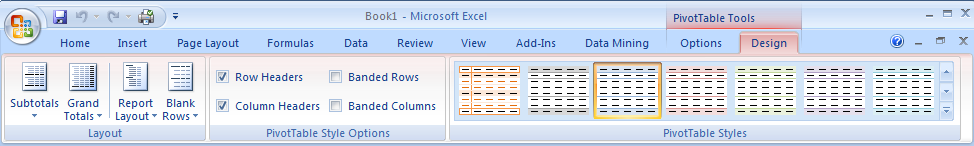 Book1 - Microsoft Excel
PivotTable Tools
Home Insert Page Layout Formulas Data Review View Add-Ins Data Mining Options Design
Subtotals Grand Totals Report Layout Blank Rows
Row Headers Banded Rows
Column Headers Banded Columns
Layout PivotTable Style Options PivotTable Styles